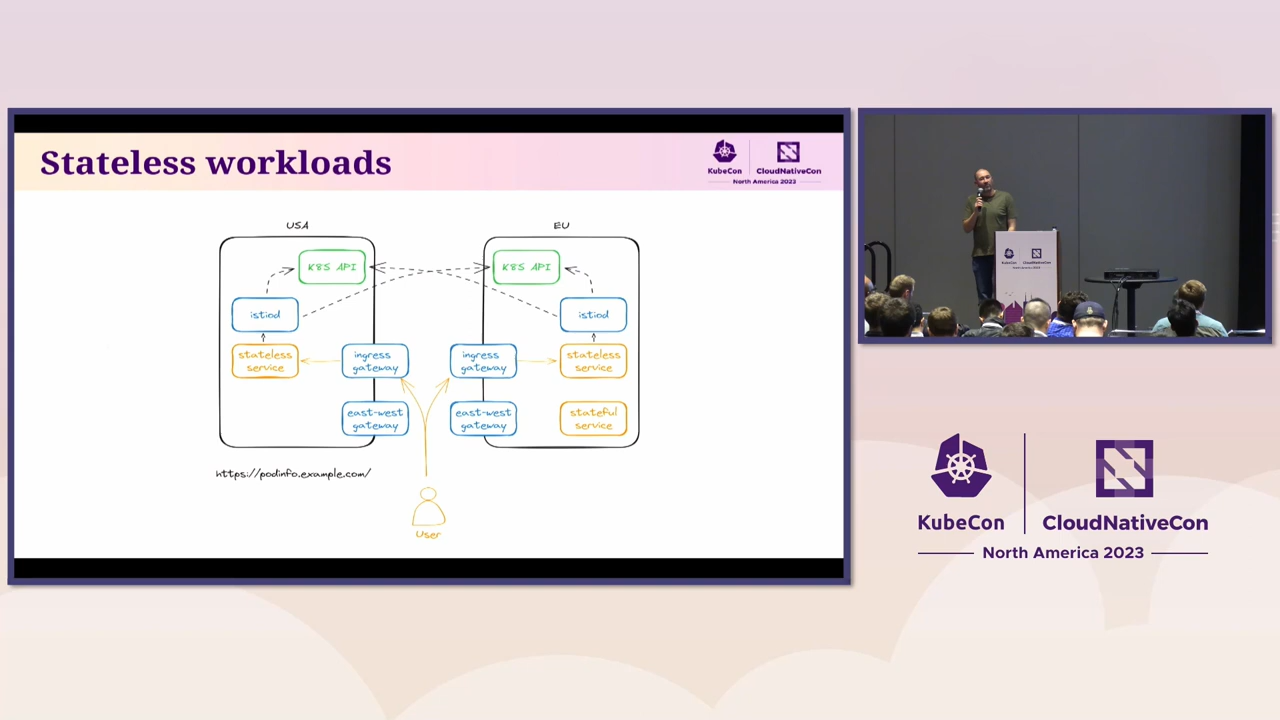 Stateless workloads
KubeCon
CloudNativeCon
North America 2023
USA
EU
K8S API
K8S API
istiod
istiod
stateless
service
ingress
gateway
ingress
gateway
stateless
service
east-west
gateway
east-west
gateway
stateful
service
https://podinfo.example.com/
User
KubeCon
CloudNativeCon
North America 2023